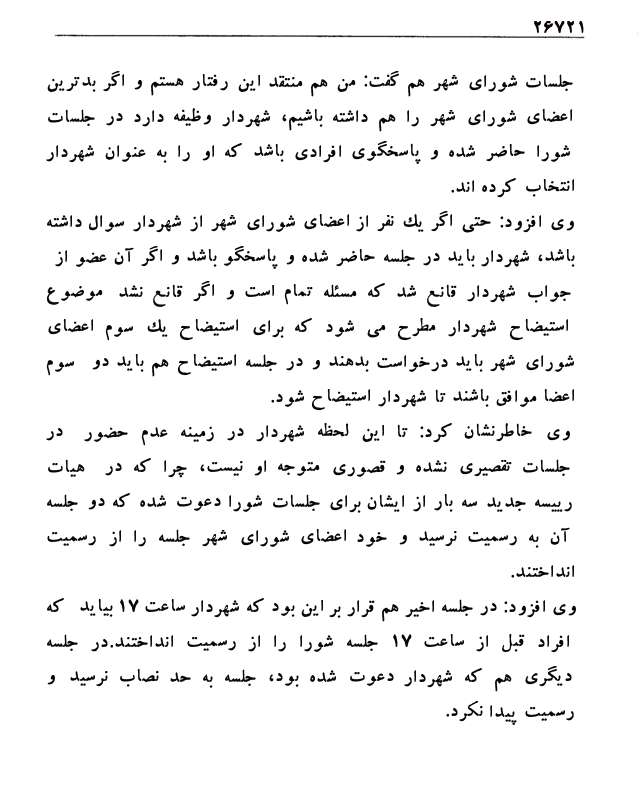 ۲۶۷۲۱
جلسات شورای شهر هم گفت: من هم منتقد این رفتار هستم و اگر بدترین
اعضای شورای شهر را هم داشته باشیم، شهردار وظیفه دارد در جلسات
شورا حاضر شده و پاسخگوی افرادی باشد که او را به عنوان شهردار
انتخاب کرده اند.
وی افزود: حتی اگر یك نفر از اعضای شورای شهر از شهردار سوال داشته
باشد، شهردار باید در جلسه حاضر شده و پاسخگو باشد و اگر آن عضو از
جواب شهردار قانع شد که مسئله تمام است و اگر قانع نشد موضوع
استیضاح شهردار مطرح می شود که برای استیضاح یك سوم اعضای
شورای شهر باید درخواست بدهند و در جلسه استیضاح هم باید دو سوم
اعضا موافق باشند تا شهردار استیضاح شود.
وی خاطرنشان کرد: تا این لحظه شهردار در زمینه عدم حضور در
جلسات تقصیری نشده و قصوری متوجه او نیست، چرا که در هیات
رییسه جدید سه بار از ایشان برای جلسات شورا دعوت شده که دو جلسه
آن به رسمیت نرسید و خود اعضای شورای شهر جلسه را از رسمیت
انداختند.
وی افزود: در جلسه اخیر هم قرار بر این بود که شهردار ساعت ۱۷ بیاید که
افراد قبل از ساعت ۱۷ جلسه شورا را از رسمیت انداختند.در جلسه
دیگری هم که شهردار دعوت شده بود، جلسه به حد نصاب نرسید و
رسمیت پیدا نکرد.